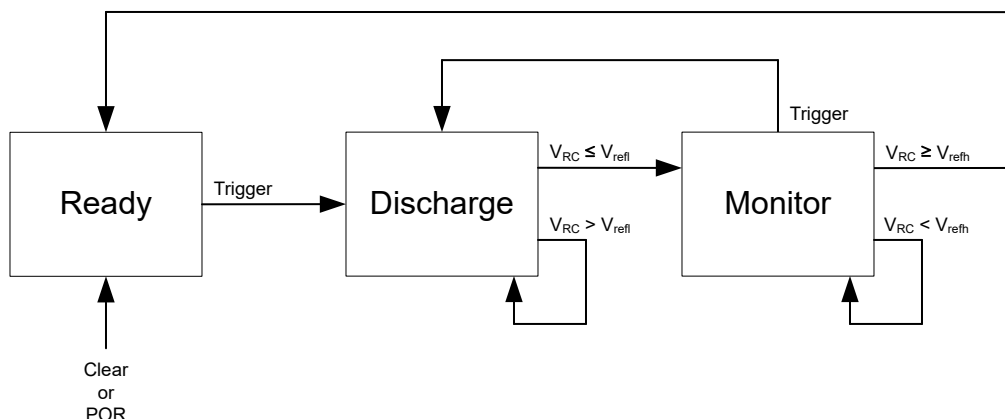 Trigger
V_RC ≤ V_refl
V_RC ≥ V_refh
Ready
Trigger
Discharge
Monitor
V_RC > V_refl
V_RC < V_refh
Clear
or
POR